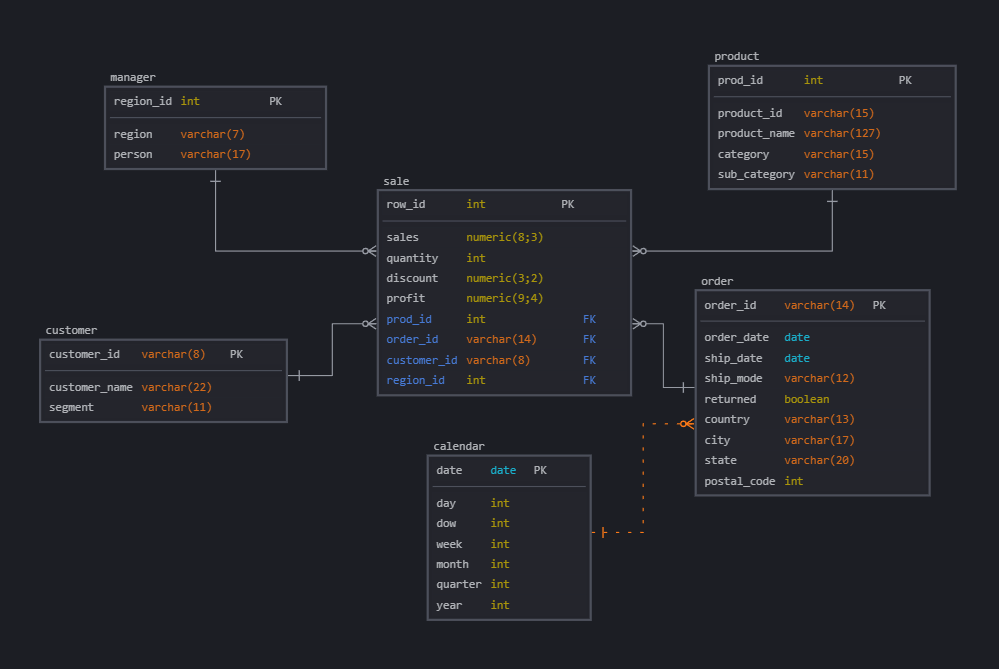 manager
region_id int PK
region varchar(7)
person varchar(17)
product
prod_id int PK
product_id varchar(15)
product_name varchar(127)
category varchar(15)
sub_category varchar(11)
sale
row_id int PK
sales numeric(8;3)
quantity int
discount numeric(3;2)
profit numeric(9;4)
prod_id int FK
order_id varchar(14) FK
customer_id varchar(8) FK
region_id int FK
order
order_id varchar(14) PK
order_date date
ship_date date
ship_mode varchar(12)
returned boolean
country varchar(13)
city varchar(17)
state varchar(20)
postal_code int
customer
customer_id varchar(8) PK
customer_name varchar(22)
segment varchar(11)
calendar
date date PK
day int
dow int
week int
month int
quarter int
year int